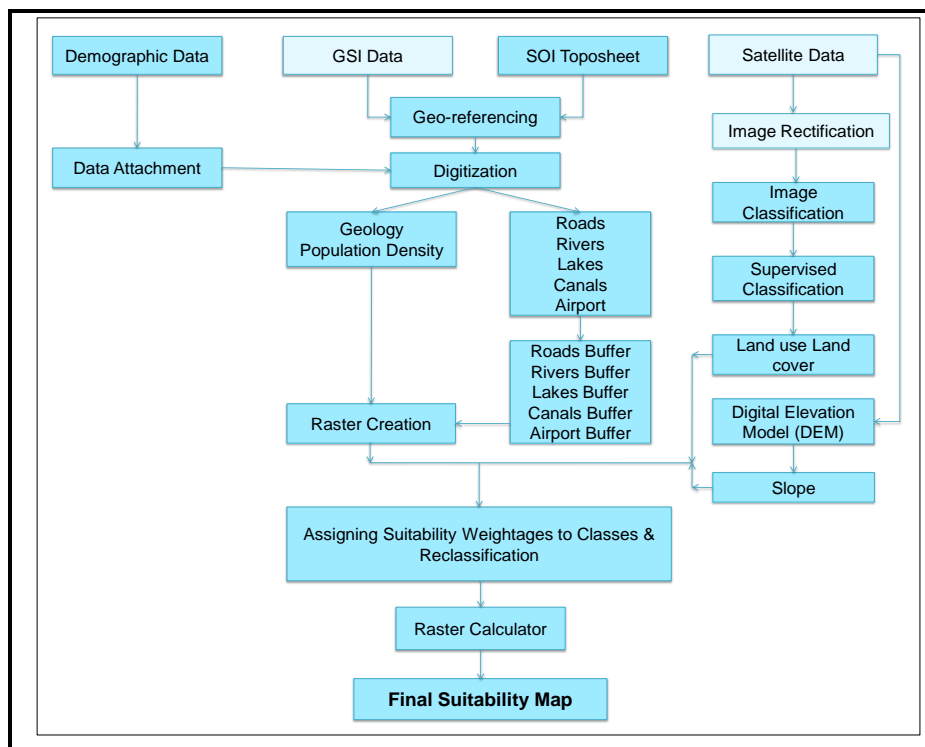 Demographic Data
GSI Data
SOI Toposheet
Satellite Data
Geo-referencing
Image Rectification
Data Attachment
Digitization
Image
Classification
Geology
Population Density
Roads
Rivers
Lakes
Canals
Airport
Supervised
Classification
Land use Land
cover
Roads Buffer
Rivers Buffer
Lakes Buffer
Canals Buffer
Airport Buffer
Raster Creation
Digital Elevation
Model (DEM)
Slope
Assigning Suitability Weightages to Classes &
Reclassification
Raster Calculator
Final Suitability Map